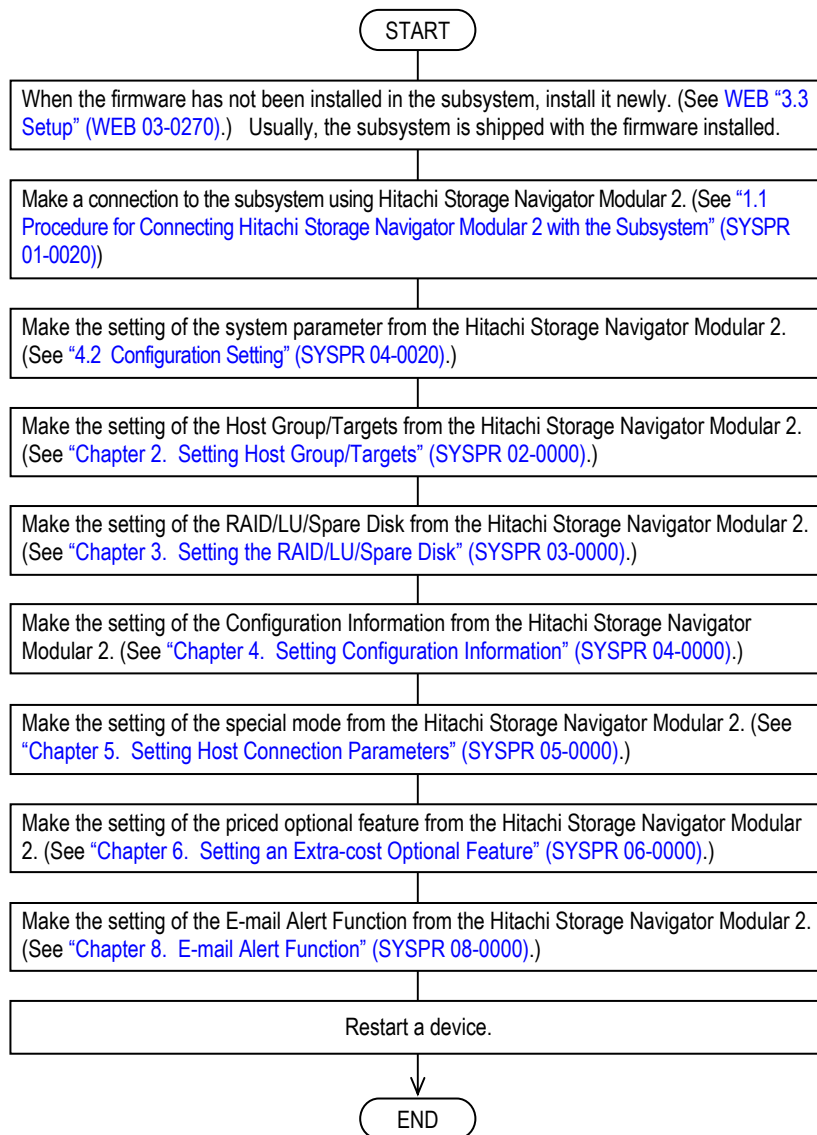 START
When the firmware has not been installed in the subsystem, install it newly. (See WEB “3.3
Setup” (WEB 03-0270).)   Usually, the subsystem is shipped with the firmware installed.
Make a connection to the subsystem using Hitachi Storage Navigator Modular 2. (See “1.1
Procedure for Connecting Hitachi Storage Navigator Modular 2 with the Subsystem” (SYSPR
01-0020))
Make the setting of the system parameter from the Hitachi Storage Navigator Modular 2.
(See “4.2  Configuration Setting” (SYSPR 04-0020).)
Make the setting of the Host Group/Targets from the Hitachi Storage Navigator Modular 2.
(See “Chapter 2.  Setting Host Group/Targets” (SYSPR 02-0000).)
Make the setting of the RAID/LU/Spare Disk from the Hitachi Storage Navigator Modular 2.
(See “Chapter 3.  Setting the RAID/LU/Spare Disk” (SYSPR 03-0000).)
Make the setting of the Configuration Information from the Hitachi Storage Navigator
Modular 2. (See “Chapter 4.  Setting Configuration Information” (SYSPR 04-0000).)
Make the setting of the special mode from the Hitachi Storage Navigator Modular 2. (See
“Chapter 5.  Setting Host Connection Parameters” (SYSPR 05-0000).)
Make the setting of the priced optional feature from the Hitachi Storage Navigator Modular
2. (See “Chapter 6.  Setting an Extra-cost Optional Feature” (SYSPR 06-0000).)
Make the setting of the E-mail Alert Function from the Hitachi Storage Navigator Modular 2.
(See “Chapter 8.  E-mail Alert Function” (SYSPR 08-0000).)
Restart a device.
END